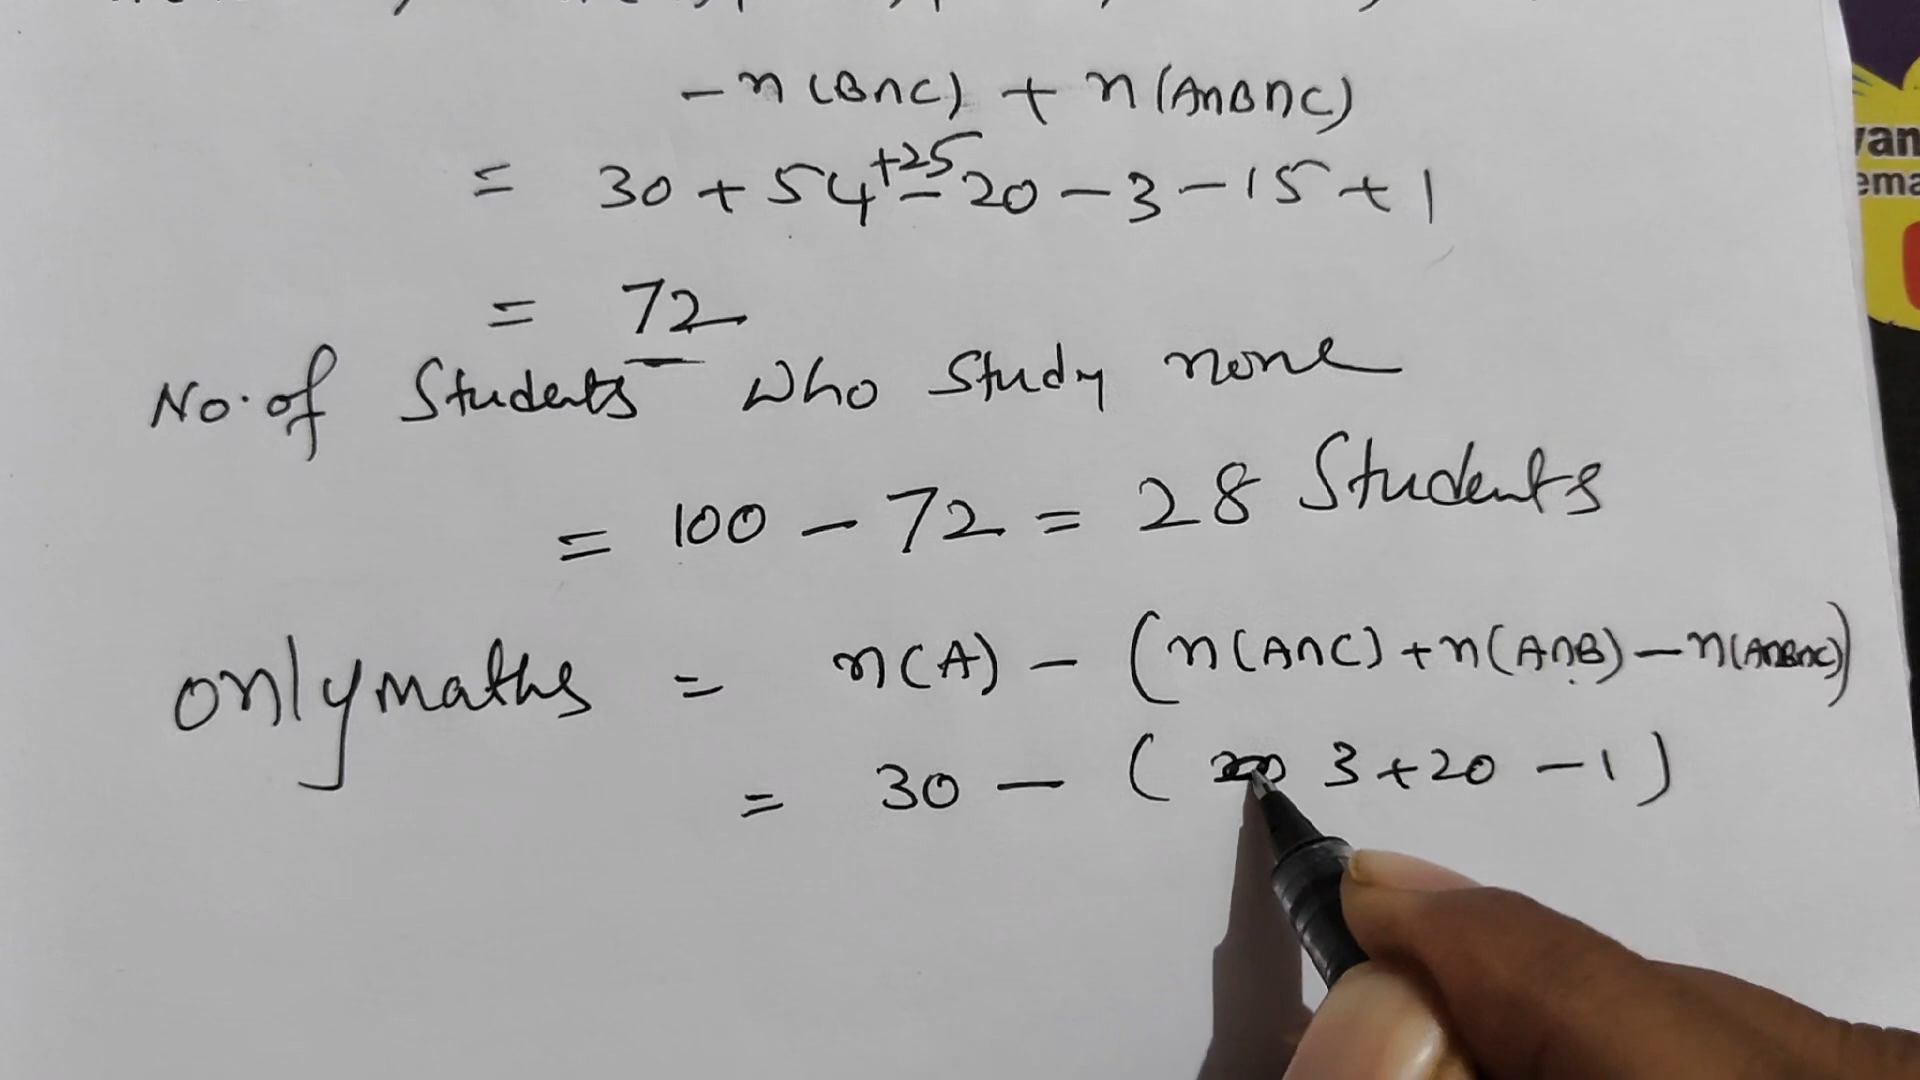 - n(B∩C) + n(A∩B∩C)
= 30 + 54 +25 - 20 - 3 - 15 + 1
= 72
No. of Students who study none
= 100 - 72 = 28 Students
only maths = n(A) - (n(A∩C) + n(A∩B) - n(A∩B∩C))
= 30 - ( 3 + 20 - 1 )